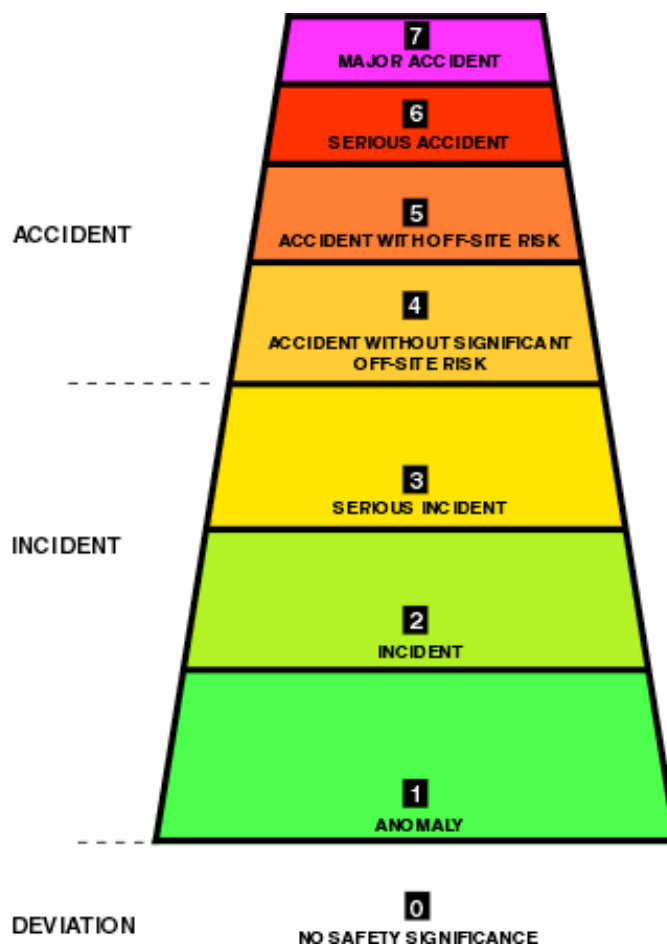 7
MAJOR ACCIDENT
6
SERIOUS ACCIDENT
ACCIDENT
5
ACCIDENT WITH OFF-SITE RISK
4
ACCIDENT WITHOUT SIGNIFICANT
OFF-SITE RISK
3
SERIOUS INCIDENT
INCIDENT
2
INCIDENT
1
ANOMALY
0
DEVIATION
NO SAFETY SIGNIFICANCE